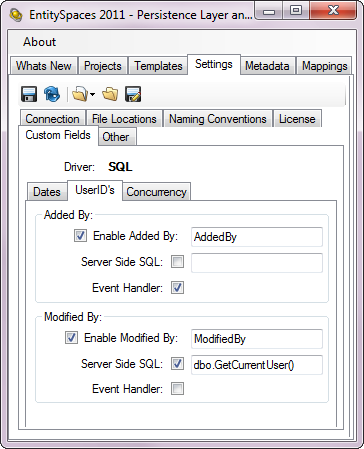 EntitySpaces 2011 - Persistence Layer an...
About
Whats New Projects Templates Settings Metadata Mappings
Connection File Locations Naming Conventions License
Custom Fields Other
Driver: SQL
Dates UserID's Concurrency
Added By:
Enable Added By: AddedBy
Server Side SQL:
Event Handler:
Modified By:
Enable Modified By: ModifiedBy
Server Side SQL: dbo.GetCurrentUser()
Event Handler: